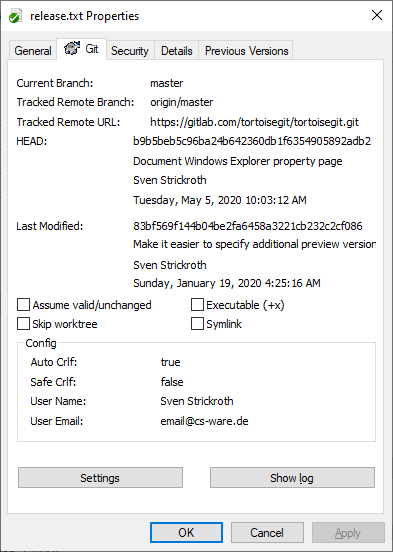 release.txt Properties
General Git Security Details Previous Versions
Current Branch: master
Tracked Remote Branch: origin/master
Tracked Remote URL: https://gitlab.com/tortoisegit/tortoisegit.git
HEAD: b9b5beb5c96ba24b642360db1f6354905892adb2
Document Windows Explorer property page
Sven Strickroth
Tuesday, May 5, 2020 10:03:12 AM
Last Modified: 83bf569f144b04be2fa6458a3221cb232c2cf086
Make it easier to specify additional preview version
Sven Strickroth
Sunday, January 19, 2020 4:25:16 AM
Assume valid/unchanged Executable (+x)
Skip worktree Symlink
Config
Auto Crlf: true
Safe Crlf: false
User Name: Sven Strickroth
User Email: email@cs-ware.de
Settings Show log
OK Cancel Apply